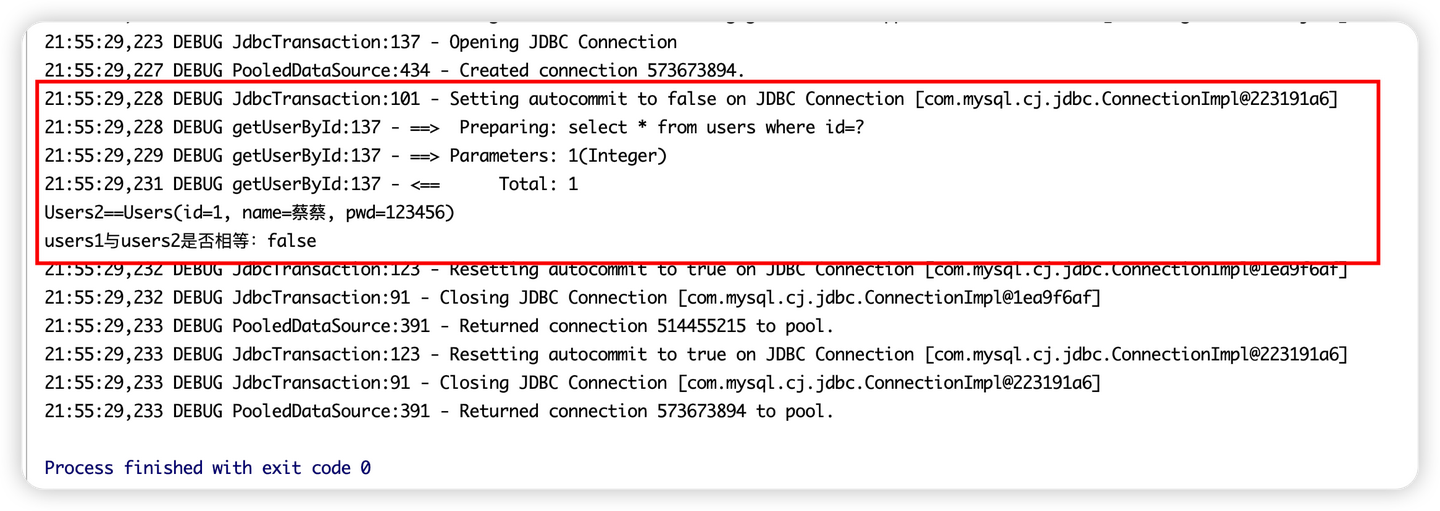 21:55:29,223 DEBUG JdbcTransaction:137 - Opening JDBC Connection
21:55:29,227 DEBUG PooledDataSource:434 - Created connection 573673894.
21:55:29,228 DEBUG JdbcTransaction:101 - Setting autocommit to false on JDBC Connection [com.mysql.cj.jdbc.ConnectionImpl@223191a6]
21:55:29,228 DEBUG getUserById:137 - ==>  Preparing: select * from users where id=?
21:55:29,229 DEBUG getUserById:137 - ==> Parameters: 1(Integer)
21:55:29,231 DEBUG getUserById:137 - <==      Total: 1
Users2==Users(id=1, name=蔡蔡, pwd=123456)
users1与users2是否相等：false
21:55:29,232 DEBUG JdbcTransaction:123 - Resetting autocommit to true on JDBC Connection [com.mysql.cj.jdbc.ConnectionImpl@1ea9f6af]
21:55:29,232 DEBUG JdbcTransaction:91 - Closing JDBC Connection [com.mysql.cj.jdbc.ConnectionImpl@1ea9f6af]
21:55:29,233 DEBUG PooledDataSource:391 - Returned connection 514455215 to pool.
21:55:29,233 DEBUG JdbcTransaction:123 - Resetting autocommit to true on JDBC Connection [com.mysql.cj.jdbc.ConnectionImpl@223191a6]
21:55:29,233 DEBUG JdbcTransaction:91 - Closing JDBC Connection [com.mysql.cj.jdbc.ConnectionImpl@223191a6]
21:55:29,233 DEBUG PooledDataSource:391 - Returned connection 573673894 to pool.
Process finished with exit code 0